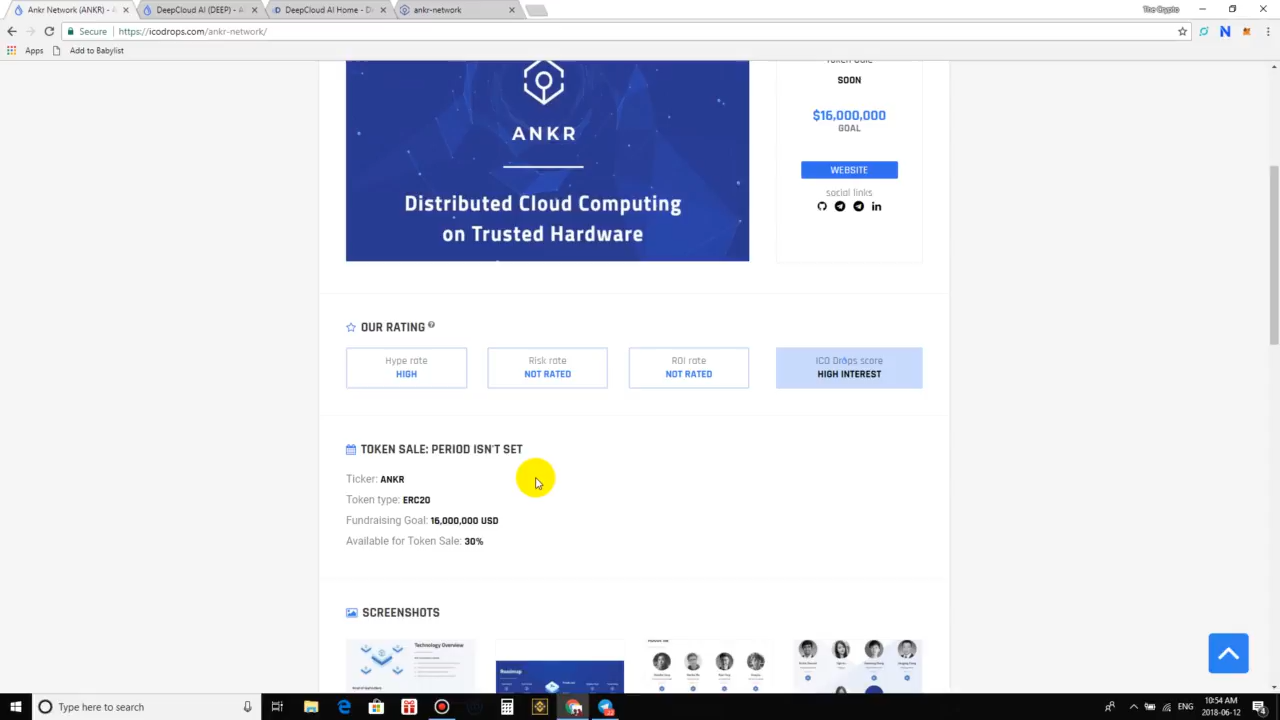 Ankr Network (ANKR) - A
DeepCloud AI (DEEP) - A
DeepCloud AI Home - D
ankr-network
The Crypto
Secure
https://icodrops.com/ankr-network/
Apps
Add to Babylist
SOON
$16,000,000
GOAL
WEBSITE
social links
ANKR
Distributed Cloud Computing
on Trusted Hardware
OUR RATING
Hype rate
HIGH
Risk rate
NOT RATED
ROI rate
NOT RATED
ICO Drops score
HIGH INTEREST
TOKEN SALE: PERIOD ISN'T SET
Ticker: ANKR
Token type: ERC20
Fundraising Goal: 16,000,000 USD
Available for Token Sale: 30%
SCREENSHOTS
Technology Overview
Roadmap
Type here to search
ENG
10:54 AM
2018-06-12